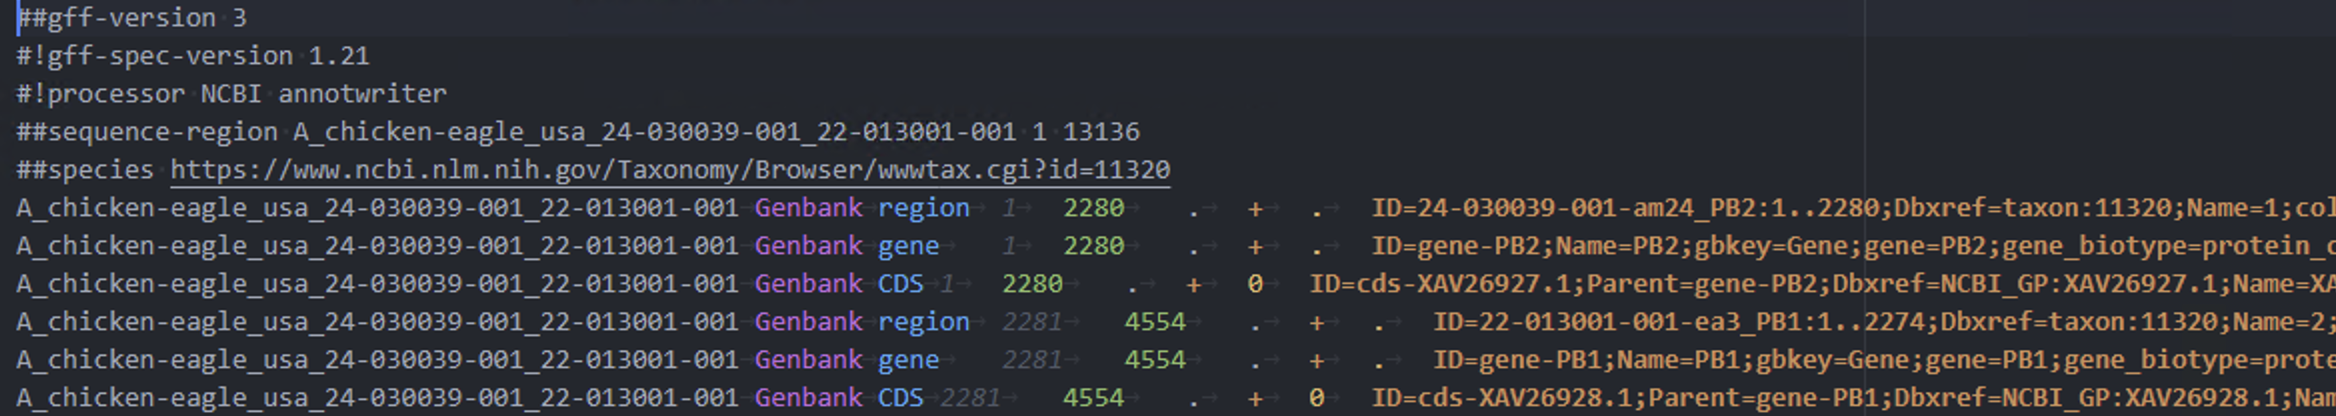 ##gff-version 3
#!gff-spec-version 1.21
#!processor NCBI annotwriter
##sequence-region A_chicken-eagle_usa_24-030039-001_22-013001-001 1 13136
##species https://www.ncbi.nlm.nih.gov/Taxonomy/Browser/wwwtax.cgi?id=11320
A_chicken-eagle_usa_24-030039-001_22-013001-001 Genbank region 1 2280 . + . ID=24-030039-001-am24_PB2:1..2280;Dbxref=taxon:11320;Name=1;col
A_chicken-eagle_usa_24-030039-001_22-013001-001 Genbank gene 1 2280 . + . ID=gene-PB2;Name=PB2;gbkey=Gene;gene=PB2;gene_biotype=protein_c
A_chicken-eagle_usa_24-030039-001_22-013001-001 Genbank CDS 1 2280 . + 0 ID=cds-XAV26927.1;Parent=gene-PB2;Dbxref=NCBI_GP:XAV26927.1;Name=XA
A_chicken-eagle_usa_24-030039-001_22-013001-001 Genbank region 2281 4554 . + . ID=22-013001-001-ea3_PB1:1..2274;Dbxref=taxon:11320;Name=2;
A_chicken-eagle_usa_24-030039-001_22-013001-001 Genbank gene 2281 4554 . + . ID=gene-PB1;Name=PB1;gbkey=Gene;gene=PB1;gene_biotype=prote
A_chicken-eagle_usa_24-030039-001_22-013001-001 Genbank CDS 2281 4554 . + 0 ID=cds-XAV26928.1;Parent=gene-PB1;Dbxref=NCBI_GP:XAV26928.1;Nam